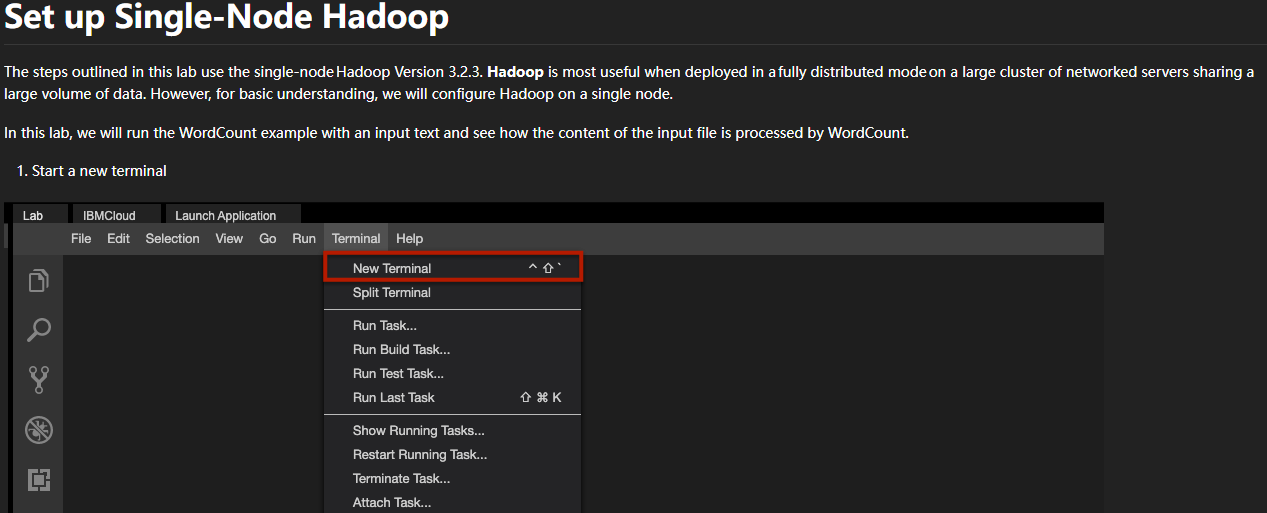 Set up Single-Node Hadoop
The steps outlined in this lab use the single-node Hadoop Version 3.2.3. Hadoop is most useful when deployed in a fully distributed mode on a large cluster of networked servers sharing a
large volume of data. However, for basic understanding, we will configure Hadoop on a single node.
In this lab, we will run the WordCount example with an input text and see how the content of the input file is processed by WordCount.
1. Start a new terminal
Lab IBMCloud Launch Application
File Edit Selection View Go Run Terminal Help
New Terminal ^ ⇧ `
Split Terminal
Run Task...
Run Build Task...
Run Test Task...
Run Last Task ⇧ ⌘ K
Show Running Tasks...
Restart Running Task...
Terminate Task...
Attach Task...